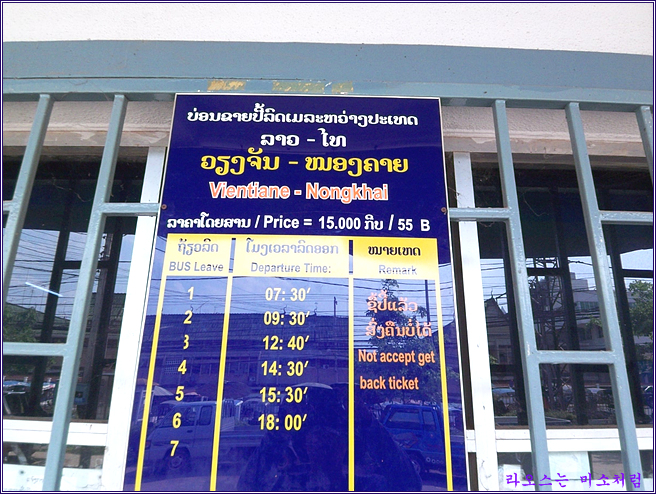 ບ່ອນຂາຍປີ້ລົດເມລະຫວ່າງປະເທດ
ລາວ - ໄທ
ວຽງຈັນ - ໜອງຄາຍ
Vientiane - Nongkhai
ລາຄາໂດຍສານ / Price = 15.000 ກີບ / 55 B
ຖ້ຽວລົດ ໂມງເວລາລົດອອກ ໝາຍເຫດ
BUS Leave Departure Time: Remark
1 07: 30′
2 09: 30′
3 12: 40′
4 14: 30′
5 15: 30′
6 18: 00′
7
ຊື້ປີ້ແລ້ວ
ສົ່ງຄືນບໍ່ໄດ້
Not accept get
back ticket
라오스는 미소처럼